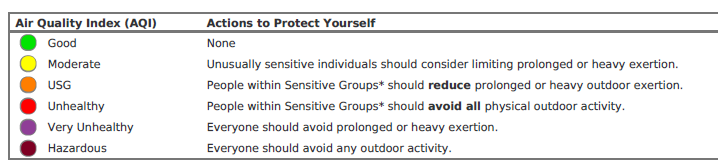 Air Quality Index (AQI) Actions to Protect Yourself
Good None
Moderate Unusually sensitive individuals should consider limiting prolonged or heavy exertion.
USG People within Sensitive Groups* should reduce prolonged or heavy outdoor exertion.
Unhealthy People within Sensitive Groups* should avoid all physical outdoor activity.
Very Unhealthy Everyone should avoid prolonged or heavy exertion.
Hazardous Everyone should avoid any outdoor activity.